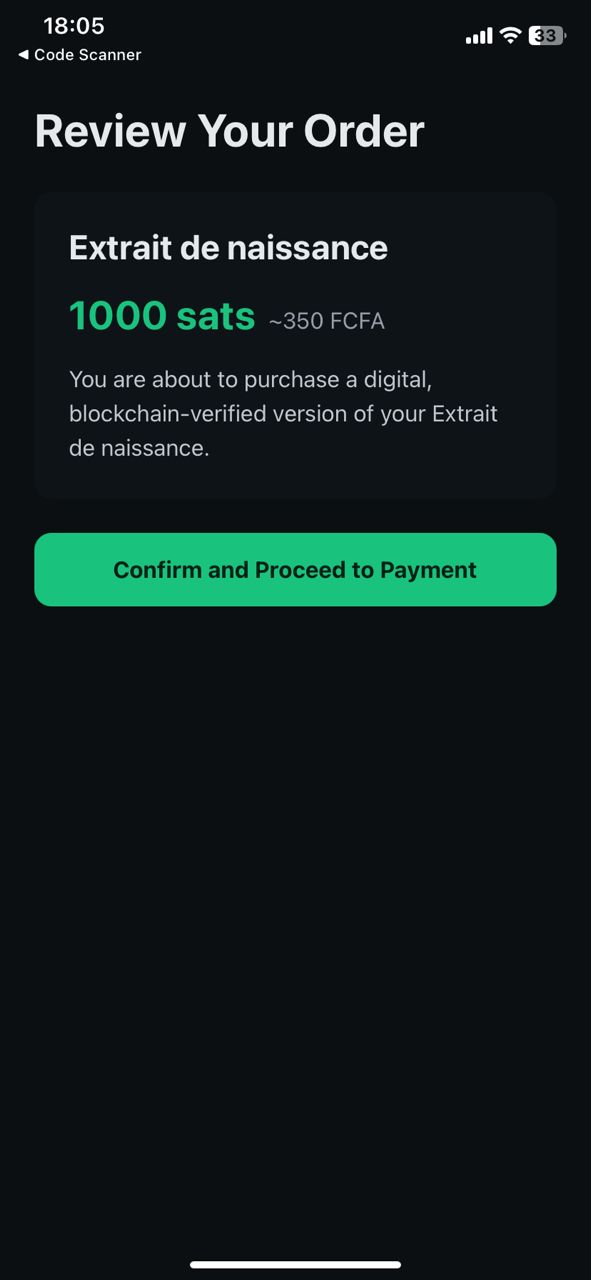 18:05
33
◀ Code Scanner
Review Your Order
Extrait de naissance
1000 sats ~350 FCFA
You are about to purchase a digital,
blockchain-verified version of your Extrait
de naissance.
Confirm and Proceed to Payment